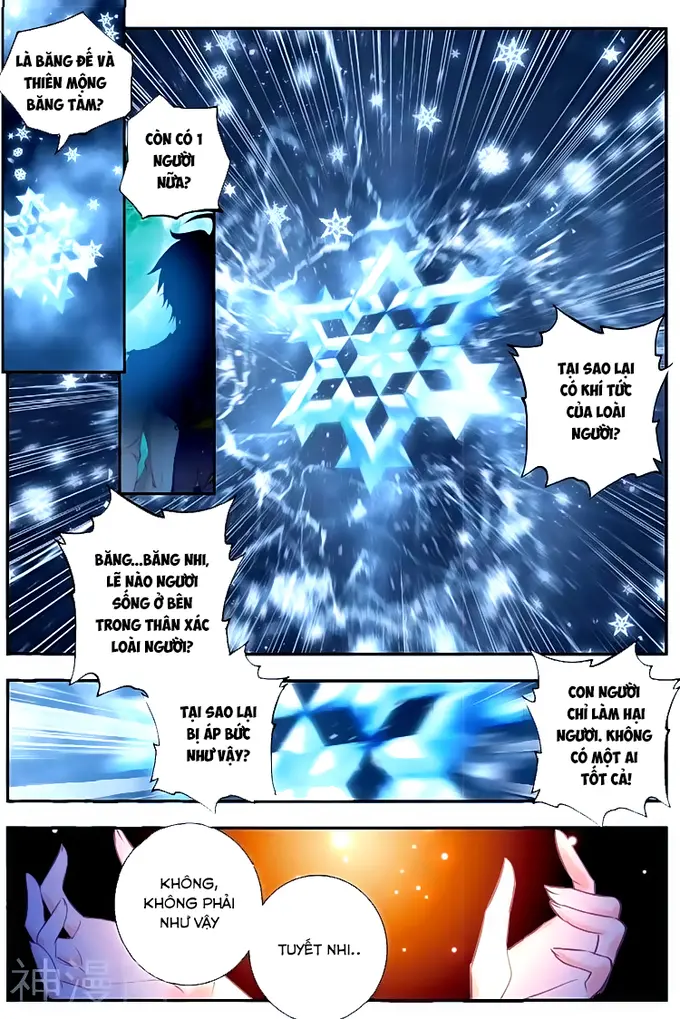 LÀ BĂNG ĐẾ VÀ
THIÊN MỘNG
BĂNG TÀM?
CÒN CÓ 1
NGƯỜI
NỮA?
TẠI SAO LẠI
CÓ KHÍ TỨC
CỦA LOÀI
NGƯỜI?
BĂNG...BĂNG NHI,
LẼ NÀO NGƯƠI
SỐNG Ở BÊN
TRONG THÂN XÁC
LOÀI NGƯỜI?
TẠI SAO LẠI
BỊ ÁP BỨC
NHƯ VẬY?
CON NGƯỜI
CHỈ LÀM HẠI
NGƯƠI. KHÔNG
CÓ MỘT AI
TỐT CẢ!
KHÔNG,
KHÔNG PHẢI
NHƯ VẬY
TUYẾT NHI..
神漫